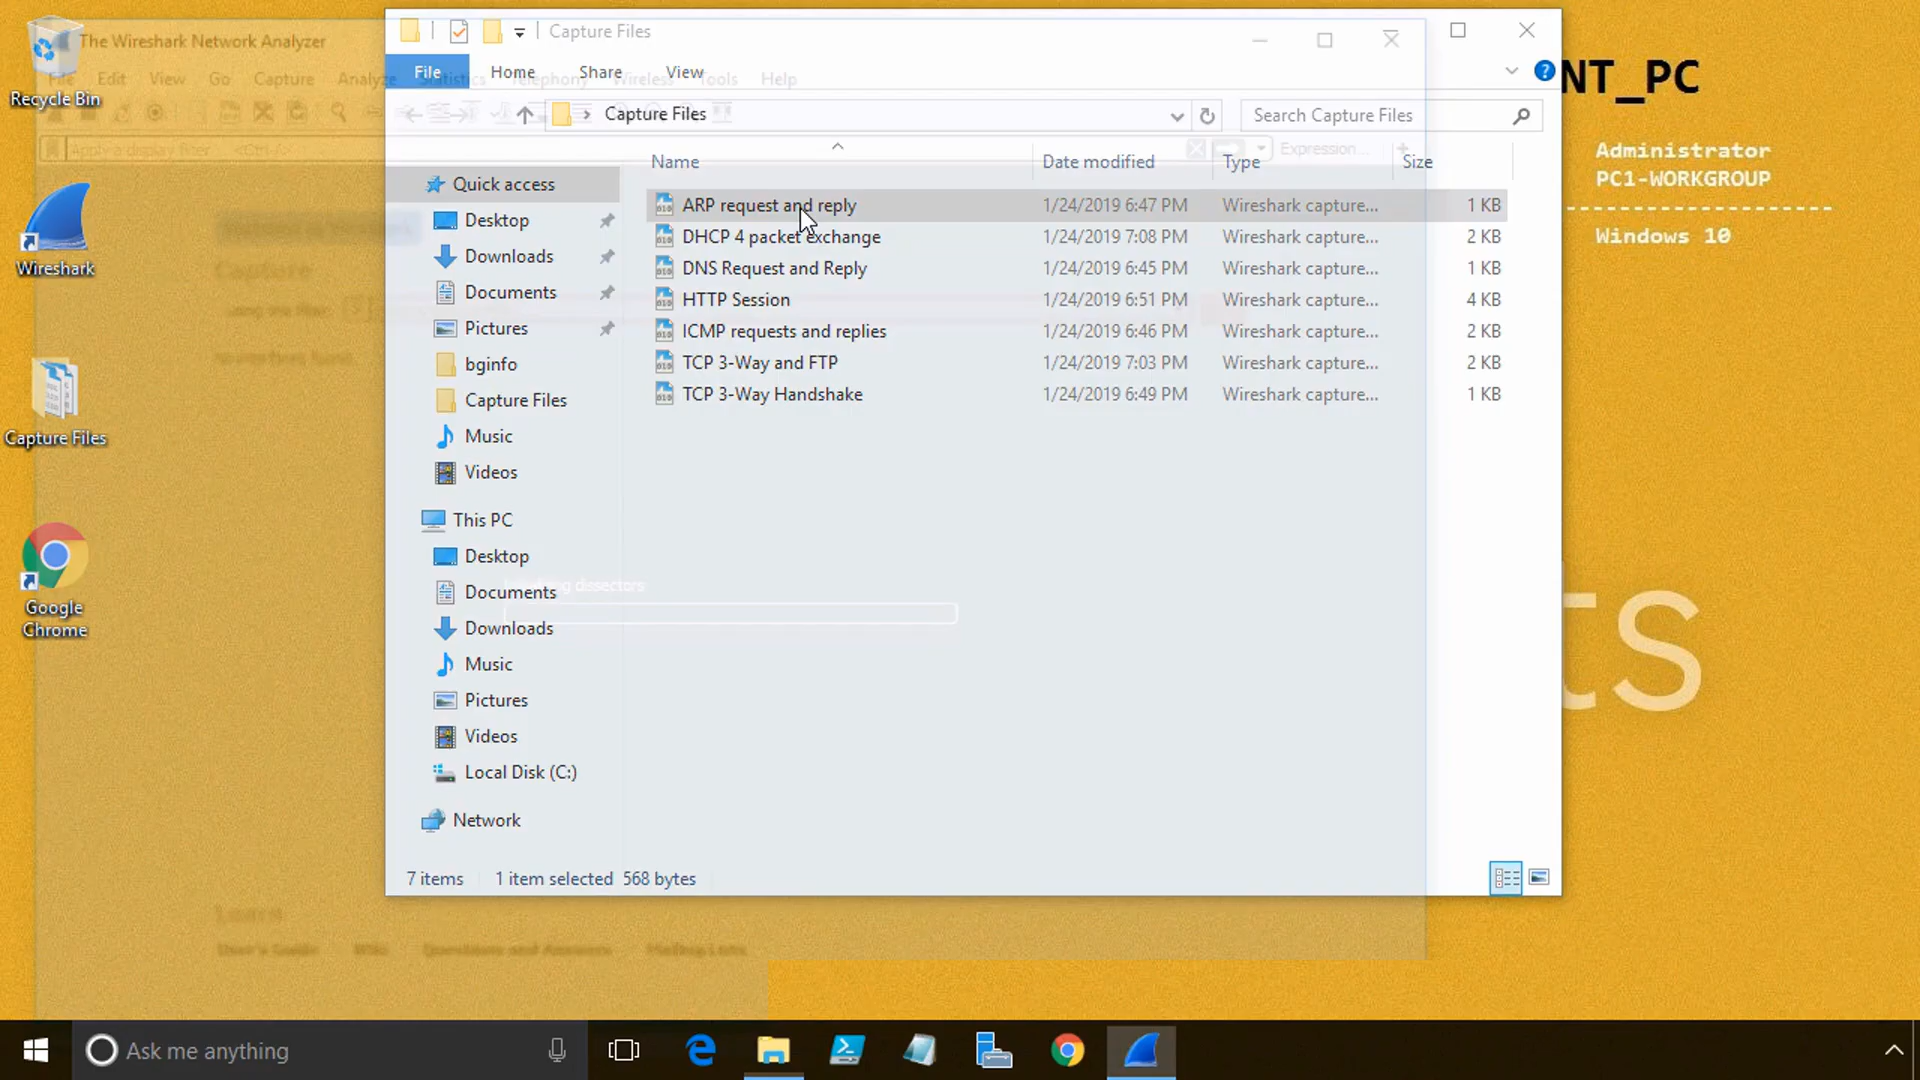 Recycle Bin
Wireshark
Capture Files
Google
Chrome
The Wireshark Network Analyzer
File Edit View Go Capture Analyze Statistics Telephony Wireless Tools Help
Apply a display filter ... <Ctrl-/>
Expression...
Capture
Initializing dissectors
Learn
User's Guide Wiki Questions and Answers Mailing Lists
Capture Files
File Home Share View
Capture Files
Search Capture Files
Name Date modified Type Size
Quick access
Desktop
Downloads
Documents
Pictures
bginfo
Capture Files
Music
Videos
This PC
Desktop
Documents
Downloads
Music
Pictures
Videos
Local Disk (C:)
Network
ARP request and reply 1/24/2019 6:47 PM Wireshark capture... 1 KB
DHCP 4 packet exchange 1/24/2019 7:08 PM Wireshark capture... 2 KB
DNS Request and Reply 1/24/2019 6:45 PM Wireshark capture... 1 KB
HTTP Session 1/24/2019 6:51 PM Wireshark capture... 4 KB
ICMP requests and replies 1/24/2019 6:46 PM Wireshark capture... 2 KB
TCP 3-Way and FTP 1/24/2019 7:03 PM Wireshark capture... 2 KB
TCP 3-Way Handshake 1/24/2019 6:49 PM Wireshark capture... 1 KB
7 items 1 item selected 568 bytes
NT_PC
Administrator
PC1-WORKGROUP
Windows 10
ts
Ask me anything